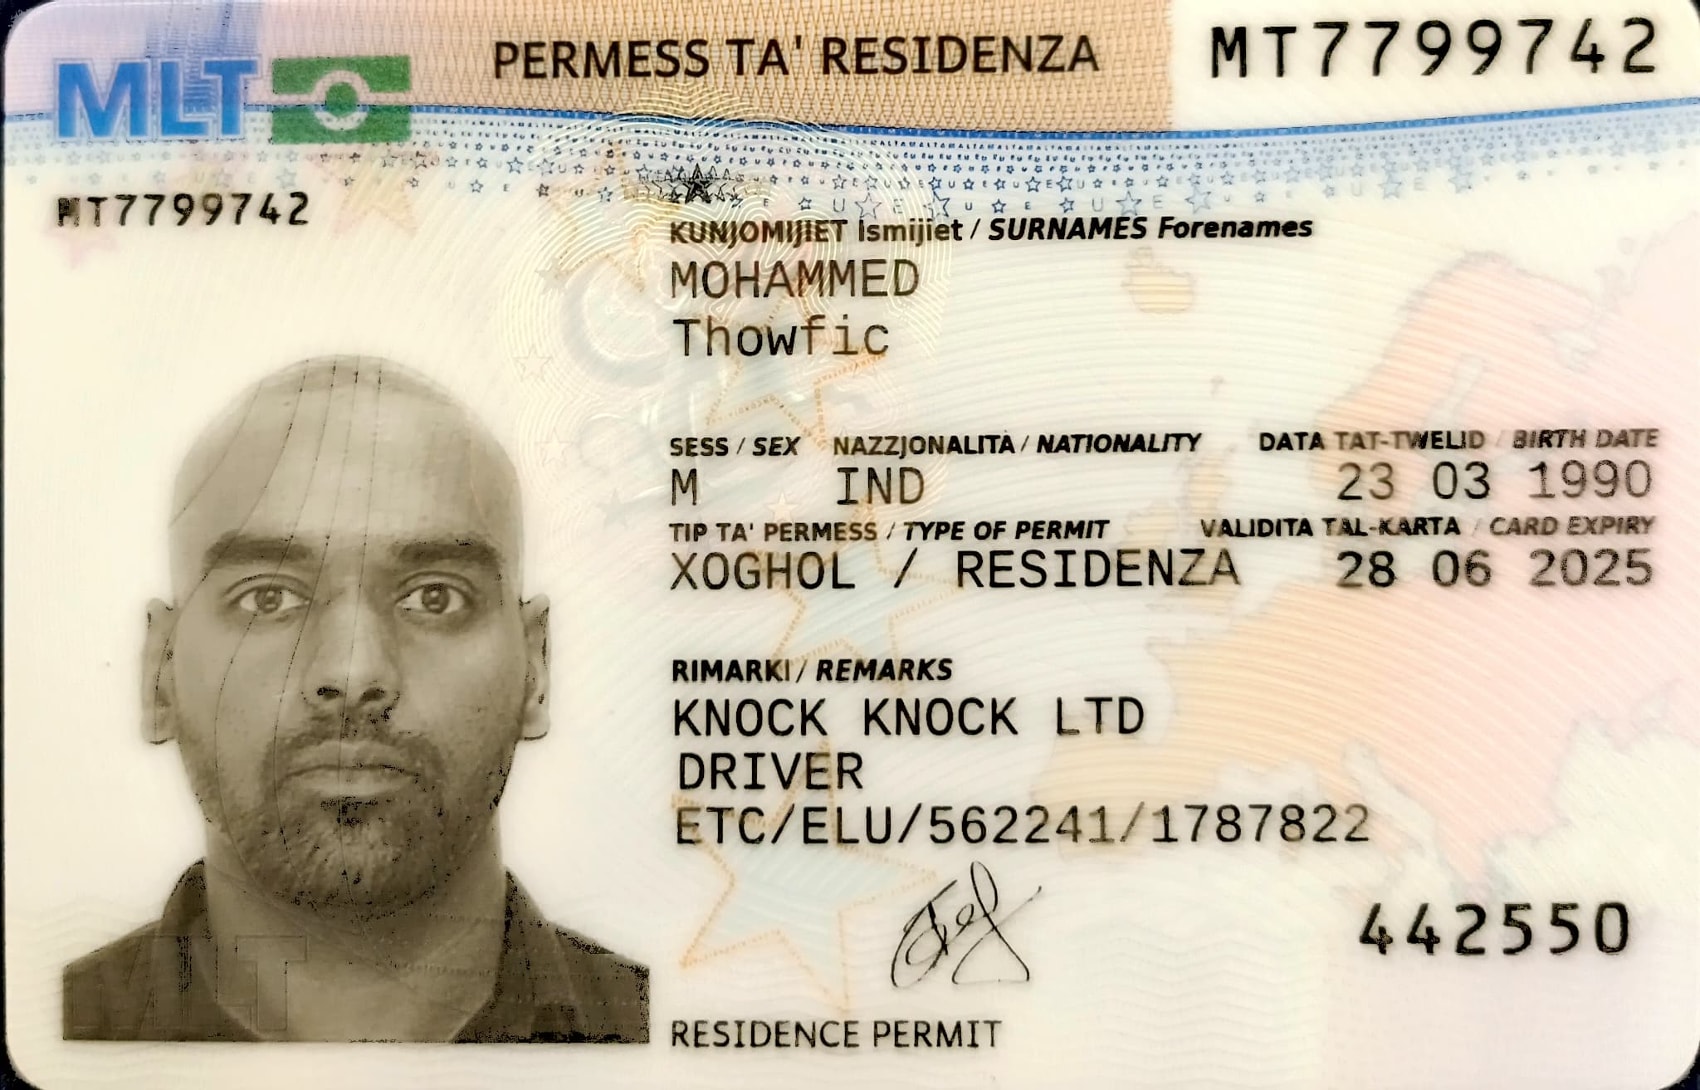 MLT PERMESS TA' RESIDENZA MT7799742
MT7799742
KUNJOMIJIET Ismijiet / SURNAMES Forenames
MOHAMMED
Thowfic
SESS / SEX NAZZJONALITÀ / NATIONALITY DATA TAT-TWELID / BIRTH DATE
M IND 23 03 1990
TIP TA' PERMESS / TYPE OF PERMIT VALIDITA TAL-KARTA / CARD EXPIRY
XOGHOL / RESIDENZA 28 06 2025
RIMARKI / REMARKS
KNOCK KNOCK LTD
DRIVER
ETC/ELU/562241/1787822
442550
MLT
RESIDENCE PERMIT